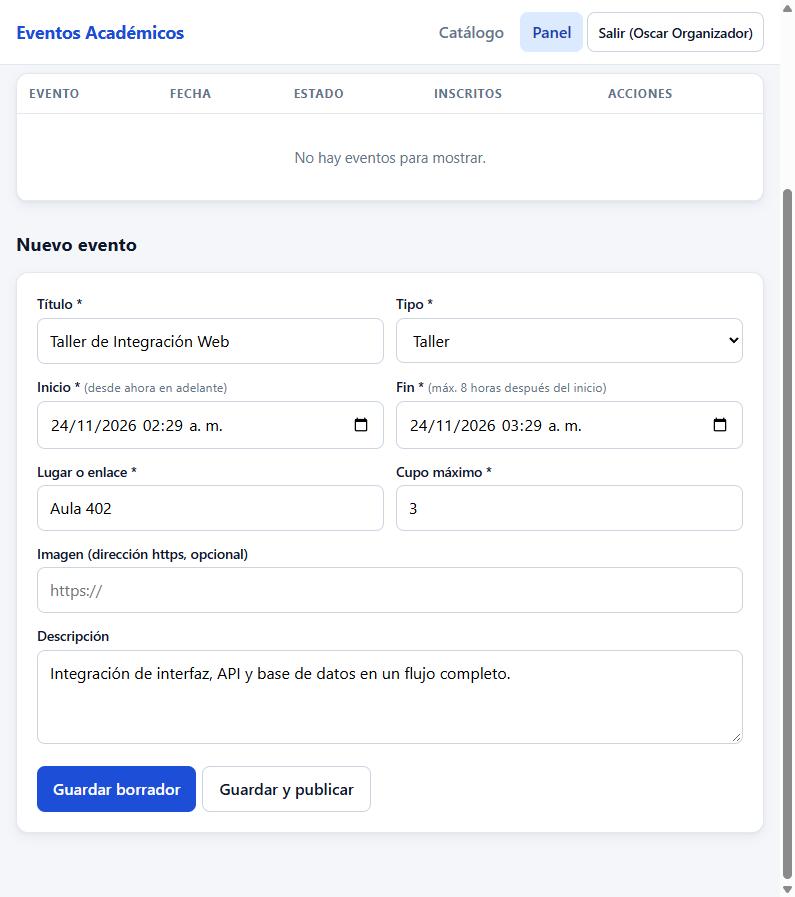 Eventos Académicos Catálogo Panel Salir (Oscar Organizador)
EVENTO FECHA ESTADO INSCRITOS ACCIONES
No hay eventos para mostrar.
Nuevo evento
Título * Tipo *
Taller de Integración Web Taller
Inicio * (desde ahora en adelante) Fin * (máx. 8 horas después del inicio)
24/11/2026 02:29 a. m. 24/11/2026 03:29 a. m.
Lugar o enlace * Cupo máximo *
Aula 402 3
Imagen (dirección https, opcional)
https://
Descripción
Integración de interfaz, API y base de datos en un flujo completo.
Guardar borrador Guardar y publicar